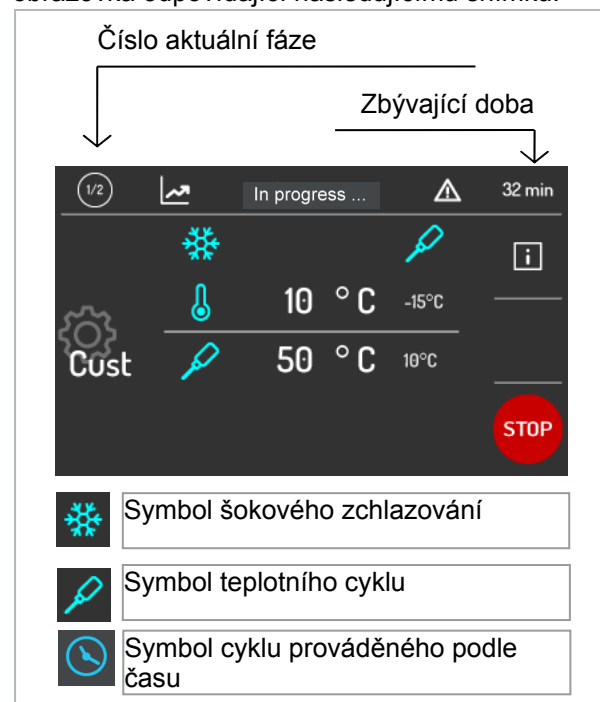 Číslo aktuální fáze
Zbývající doba
1/2
In progress ...
32 min
i
10 °C -15°C
Cust
50 °C 10°C
STOP
Symbol šokového zchlazování
Symbol teplotního cyklu
Symbol cyklu prováděného podle
času